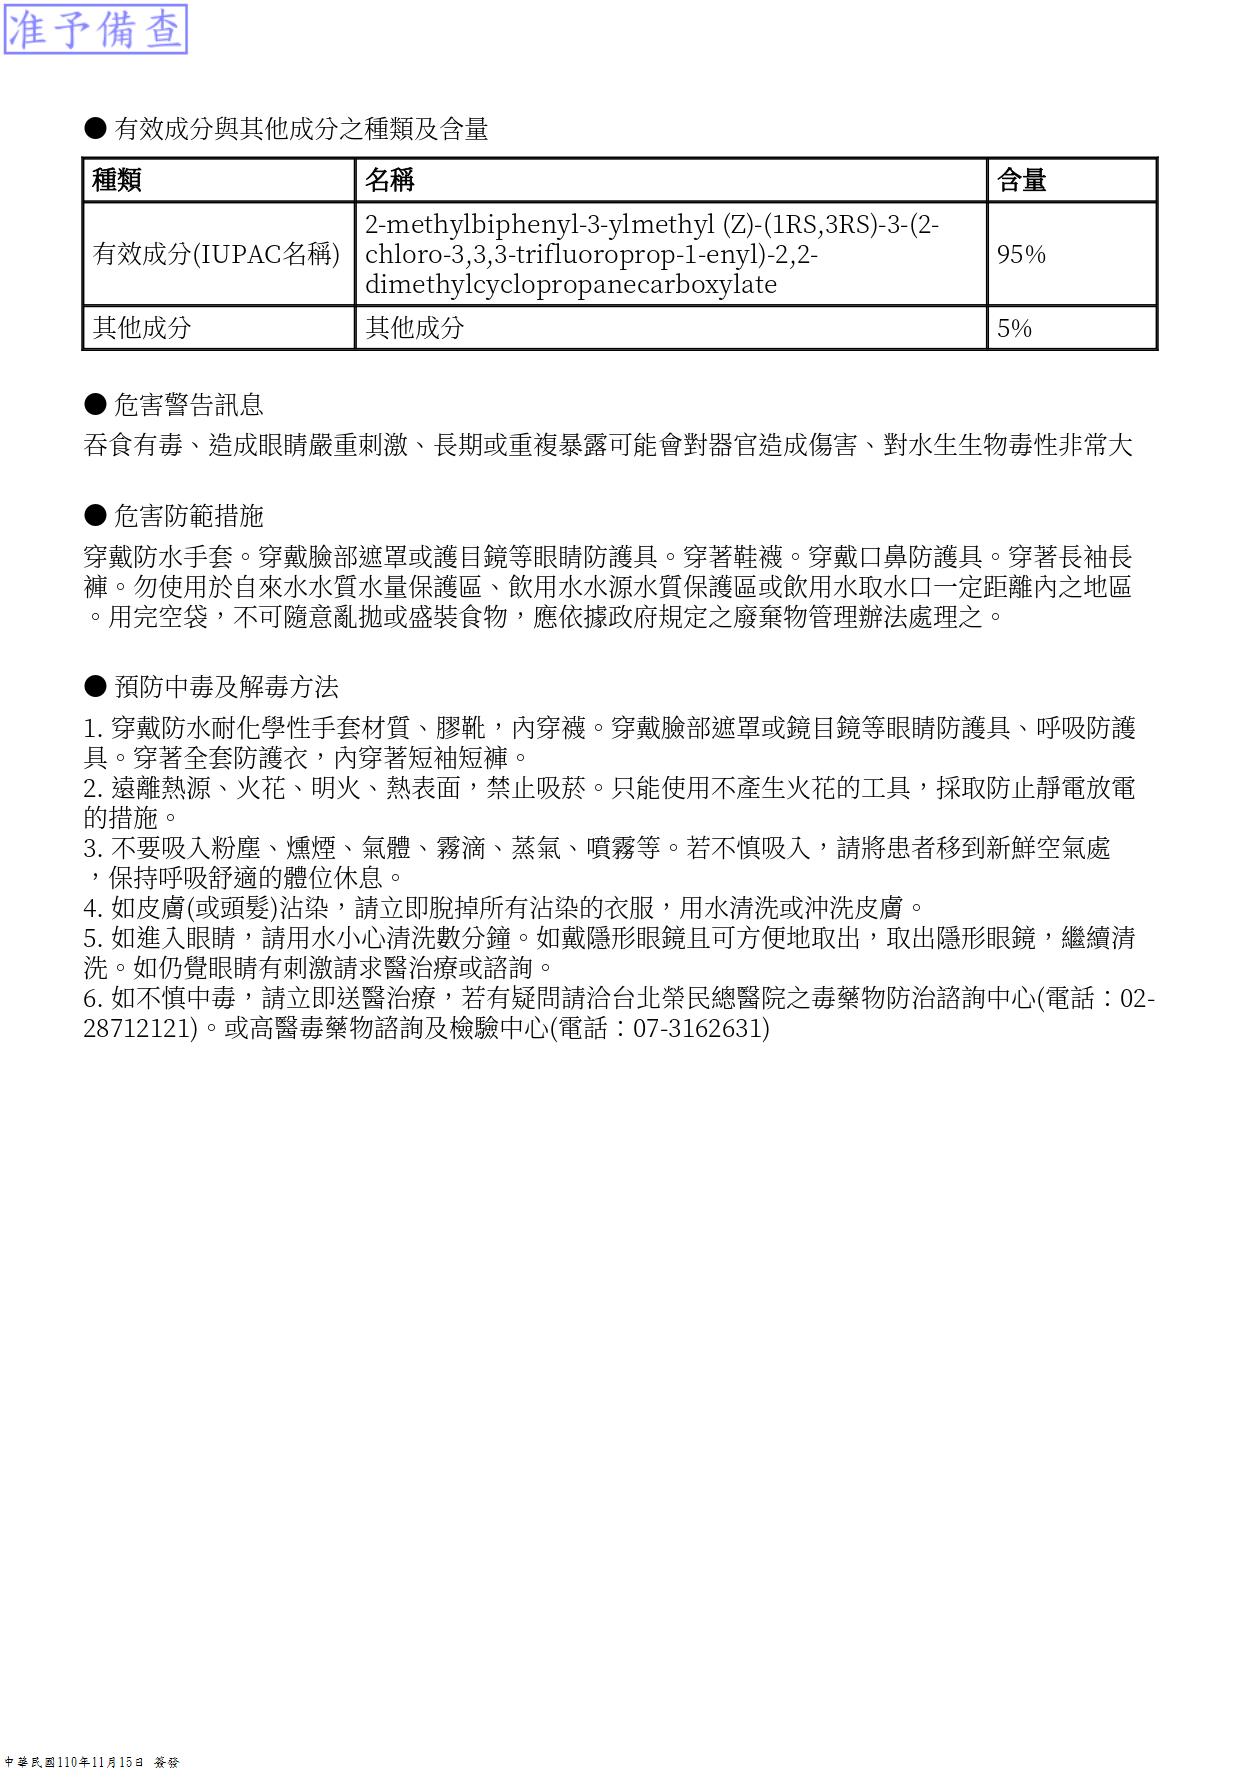 准予備查
● 有效成分與其他成分之種類及含量
種類 名稱 含量
有效成分(IUPAC名稱) 2-methylbiphenyl-3-ylmethyl (Z)-(1RS,3RS)-3-(2-
chloro-3,3,3-trifluoroprop-1-enyl)-2,2-
dimethylcyclopropanecarboxylate 95%
其他成分 其他成分 5%
● 危害警告訊息
吞食有毒、造成眼睛嚴重刺激、長期或重複暴露可能會對器官造成傷害、對水生生物毒性非常大
● 危害防範措施
穿戴防水手套。穿戴臉部遮罩或護目鏡等眼睛防護具。穿著鞋襪。穿戴口鼻防護具。穿著長袖長
褲。勿使用於自來水水質水量保護區、飲用水水源水質保護區或飲用水取水口一定距離內之地區
。用完空袋，不可隨意亂拋或盛裝食物，應依據政府規定之廢棄物管理辦法處理之。
● 預防中毒及解毒方法
1. 穿戴防水耐化學性手套材質、膠靴，內穿襪。穿戴臉部遮罩或鏡目鏡等眼睛防護具、呼吸防護
具。穿著全套防護衣，內穿著短袖短褲。
2. 遠離熱源、火花、明火、熱表面，禁止吸菸。只能使用不產生火花的工具，採取防止靜電放電
的措施。
3. 不要吸入粉塵、燻煙、氣體、霧滴、蒸氣、噴霧等。若不慎吸入，請將患者移到新鮮空氣處
，保持呼吸舒適的體位休息。
4. 如皮膚(或頭髮)沾染，請立即脫掉所有沾染的衣服，用水清洗或沖洗皮膚。
5. 如進入眼睛，請用水小心清洗數分鐘。如戴隱形眼鏡且可方便地取出，取出隱形眼鏡，繼續清
洗。如仍覺眼睛有刺激請求醫治療或諮詢。
6. 如不慎中毒，請立即送醫治療，若有疑問請洽台北榮民總醫院之毒藥物防治諮詢中心(電話：02-
28712121)。或高醫毒藥物諮詢及檢驗中心(電話：07-3162631)
中華民國110年11月15日 簽發